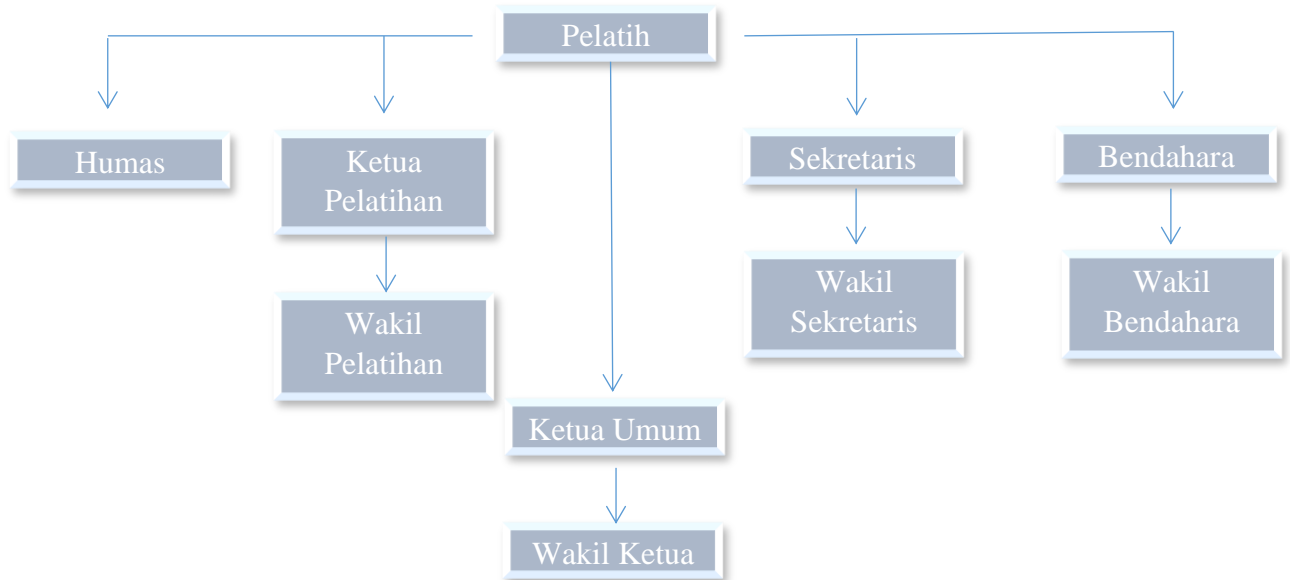 Pelatih
Humas
Ketua
Pelatihan
Sekretaris
Bendahara
Wakil
Pelatihan
Wakil
Sekretaris
Wakil
Bendahara
Ketua Umum
Wakil Ketua